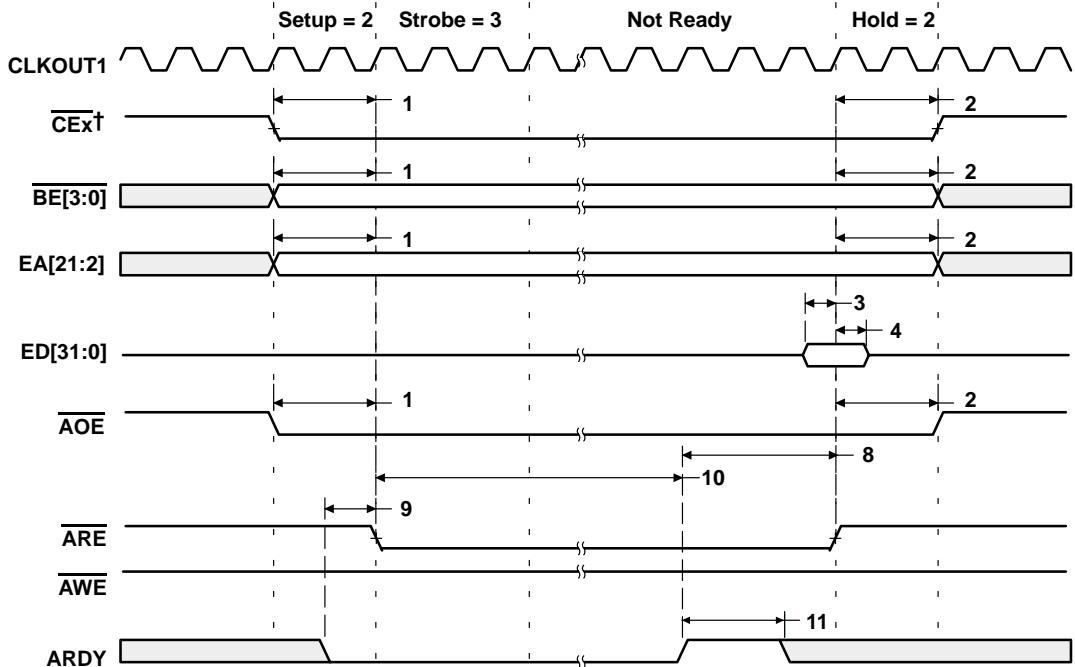 Setup = 2 Strobe = 3 Not Ready Hold = 2
CLKOUT1
1 2
CEx†
1 2
BE[3:0]
1 2
EA[21:2]
3
4
ED[31:0]
1 2
AOE
8
10
9
ARE
AWE
11
ARDY